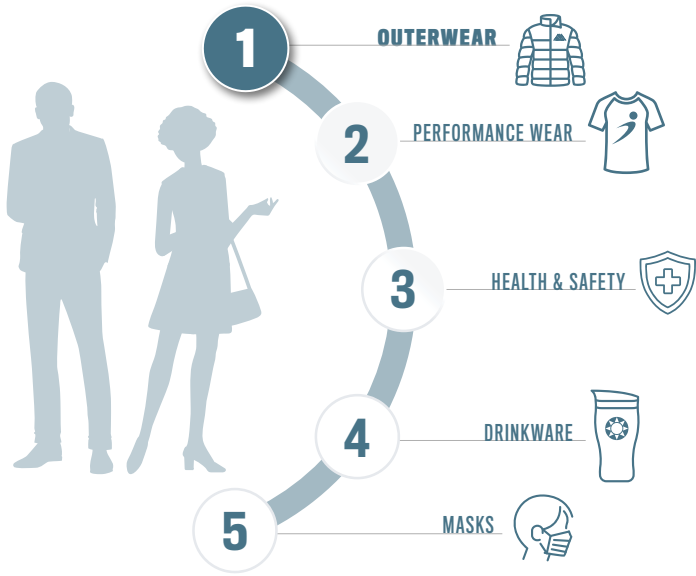 1 OUTERWEAR
2 PERFORMANCE WEAR
3 HEALTH & SAFETY
4 DRINKWARE
5 MASKS